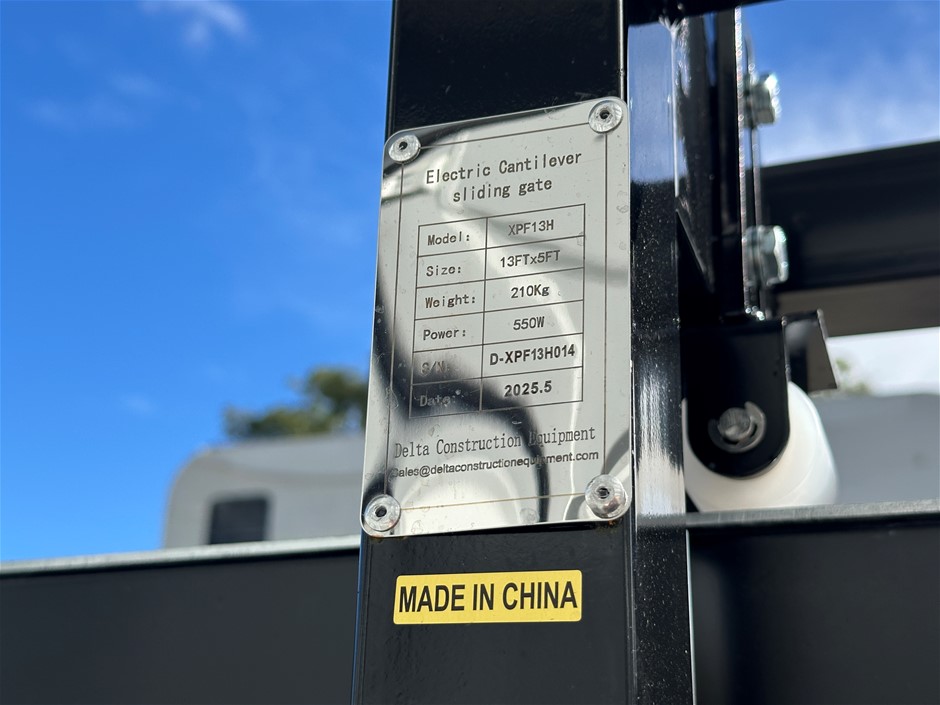 Electric Cantilever
sliding gate
Model: XPF13H
Size: 13FTx5FT
Weight: 210Kg
Power: 550W
S/N: D-XPF13H014
Date: 2025.5
Delta Construction Equipment
Sales@deltaconstructionequipment.com
MADE IN CHINA